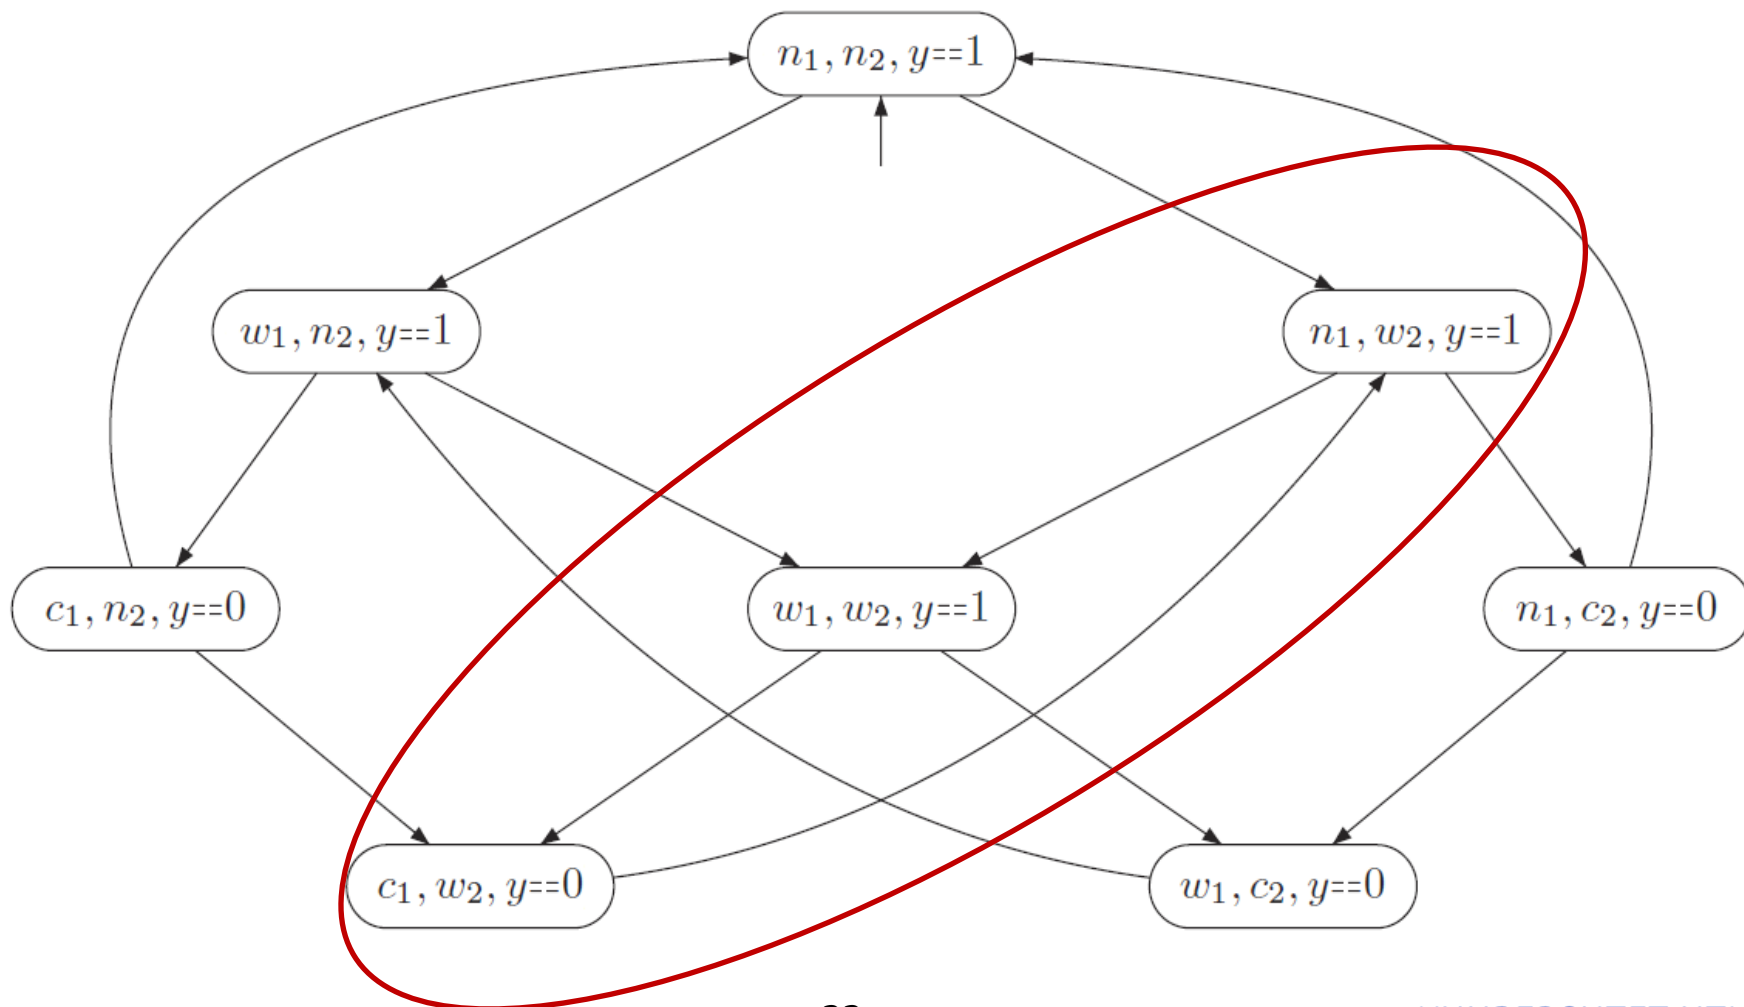 n₁, n₂, y==1
w₁, n₂, y==1
n₁, w₂, y==1
c₁, n₂, y==0
w₁, w₂, y==1
n₁, c₂, y==0
c₁, w₂, y==0
w₁, c₂, y==0